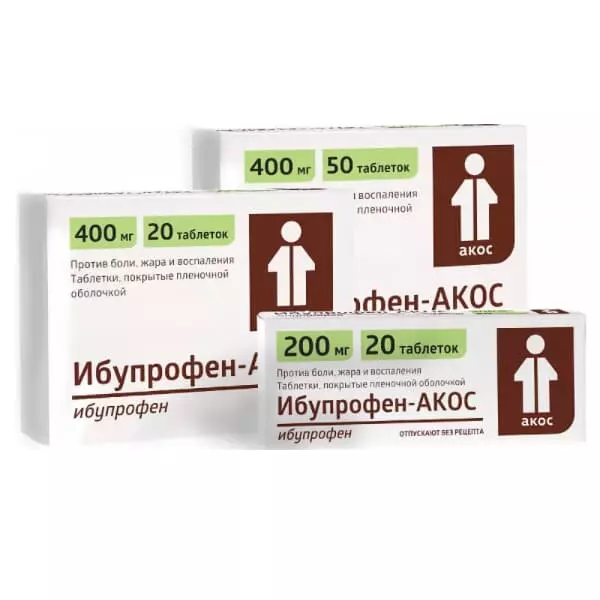 400 мг 50 таблеток
и воспаления
пленочной
акос
офен-АКОС
400 мг 20 таблеток
Против боли, жара и воспаления
Таблетки, покрытые пленочной
оболочкой
Ибупрофен-А
ибупрофен
200 мг 20 таблеток
Против боли, жара и воспаления
Таблетки, покрытые пленочной оболочкой
Ибупрофен-АКОС
ибупрофен
ОТПУСКАЮТ БЕЗ РЕЦЕПТА
акос